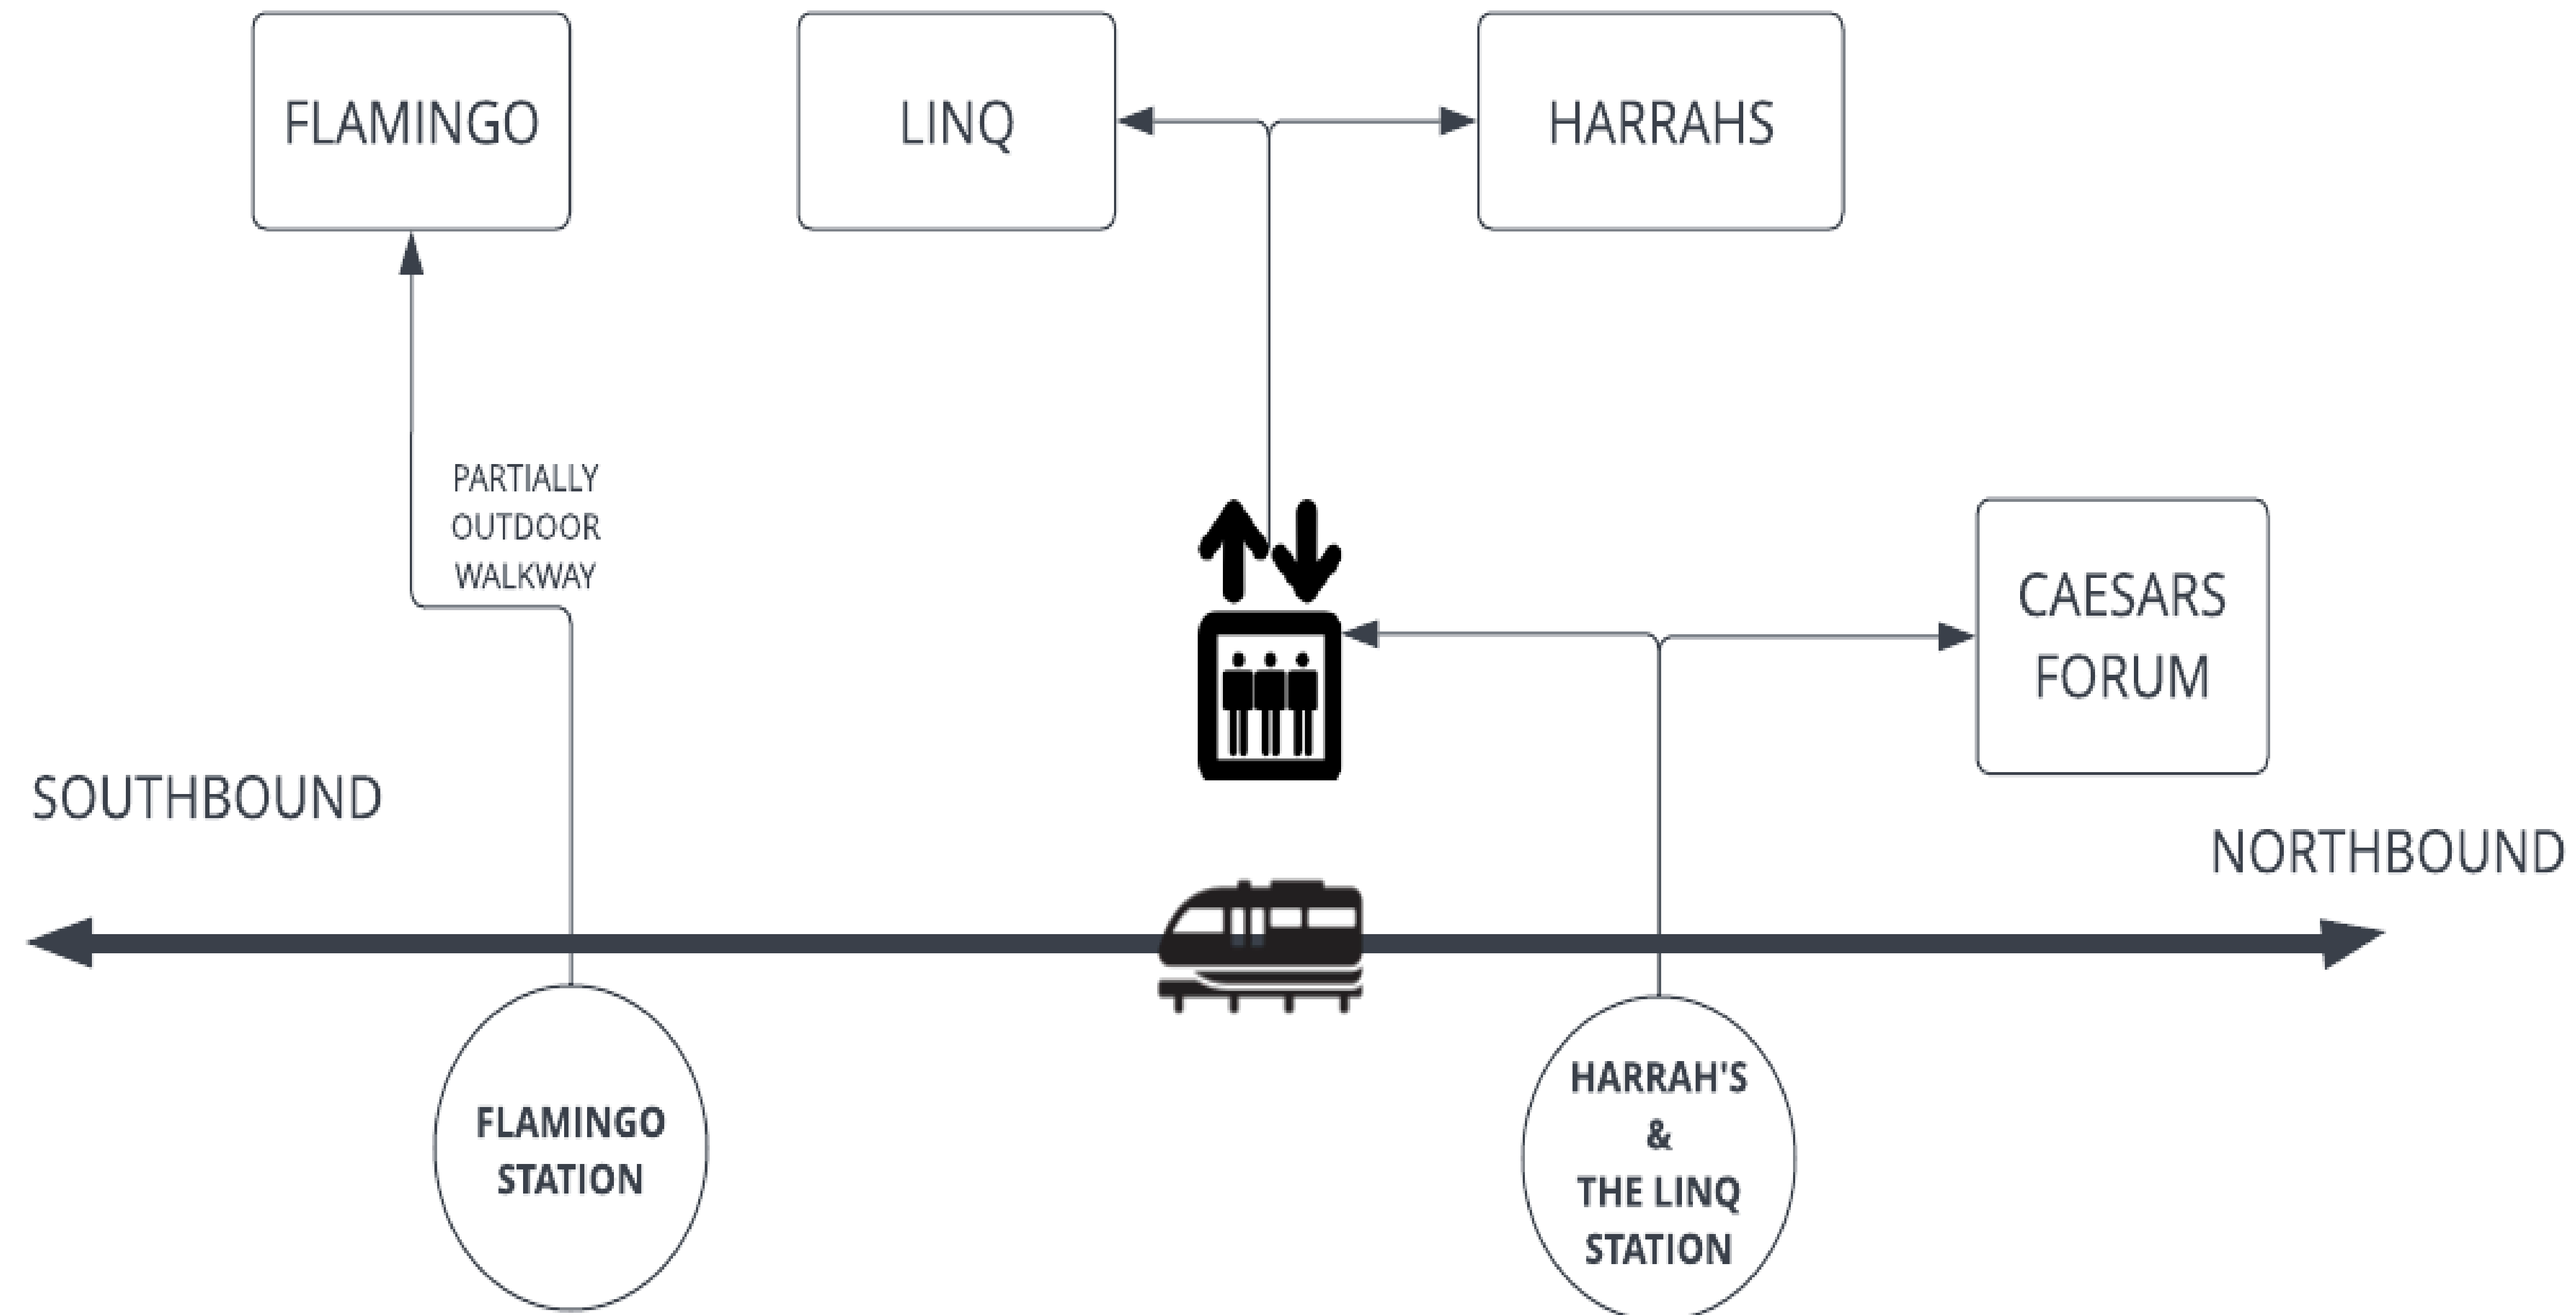 FLAMINGO
LINQ
HARRAHS
PARTIALLY
OUTDOOR
WALKWAY
CAESARS
FORUM
SOUTHBOUND
NORTHBOUND
FLAMINGO
STATION
HARRAH'S
&
THE LINQ
STATION